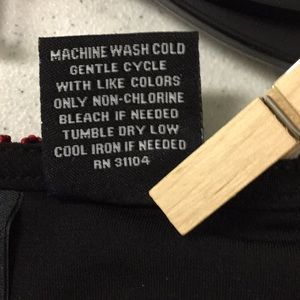 MACHINE WASH COLD
GENTLE CYCLE
WITH LIKE COLORS
ONLY NON-CHLORINE
BLEACH IF NEEDED
TUMBLE DRY LOW
COOL IRON IF NEEDED
RN 31104